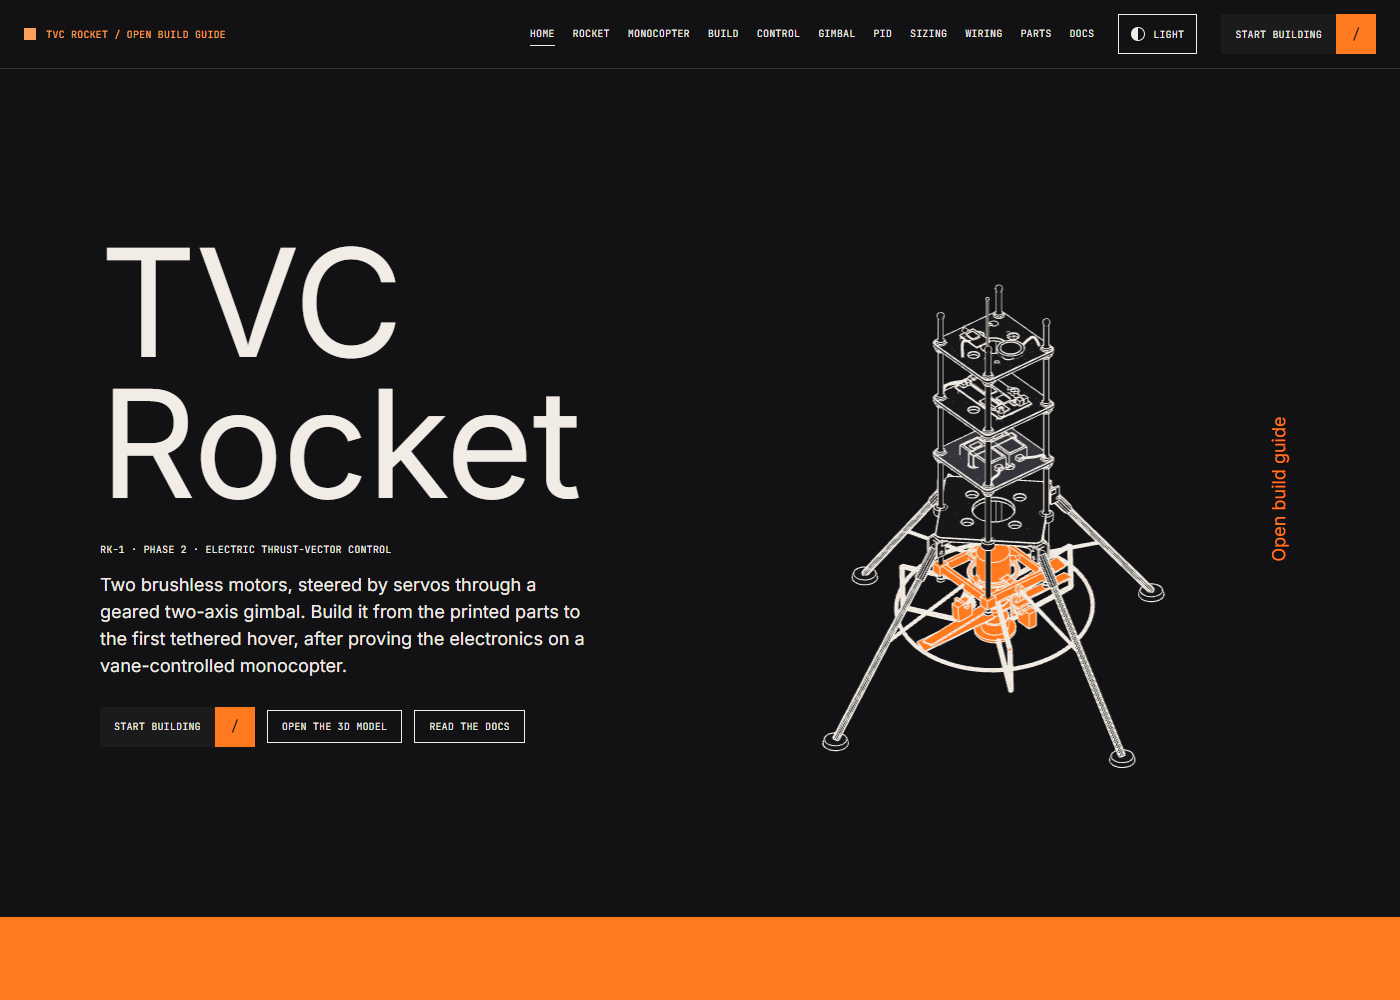 TVC ROCKET / OPEN BUILD GUIDE
HOME ROCKET MONOCOPTER BUILD CONTROL GIMBAL PID SIZING WIRING PARTS DOCS
LIGHT
START BUILDING /
TVC
Rocket
RK-1 · PHASE 2 · ELECTRIC THRUST-VECTOR CONTROL
Two brushless motors, steered by servos through a
geared two-axis gimbal. Build it from the printed parts to
the first tethered hover, after proving the electronics on a
vane-controlled monocopter.
START BUILDING /
OPEN THE 3D MODEL
READ THE DOCS
Open build guide